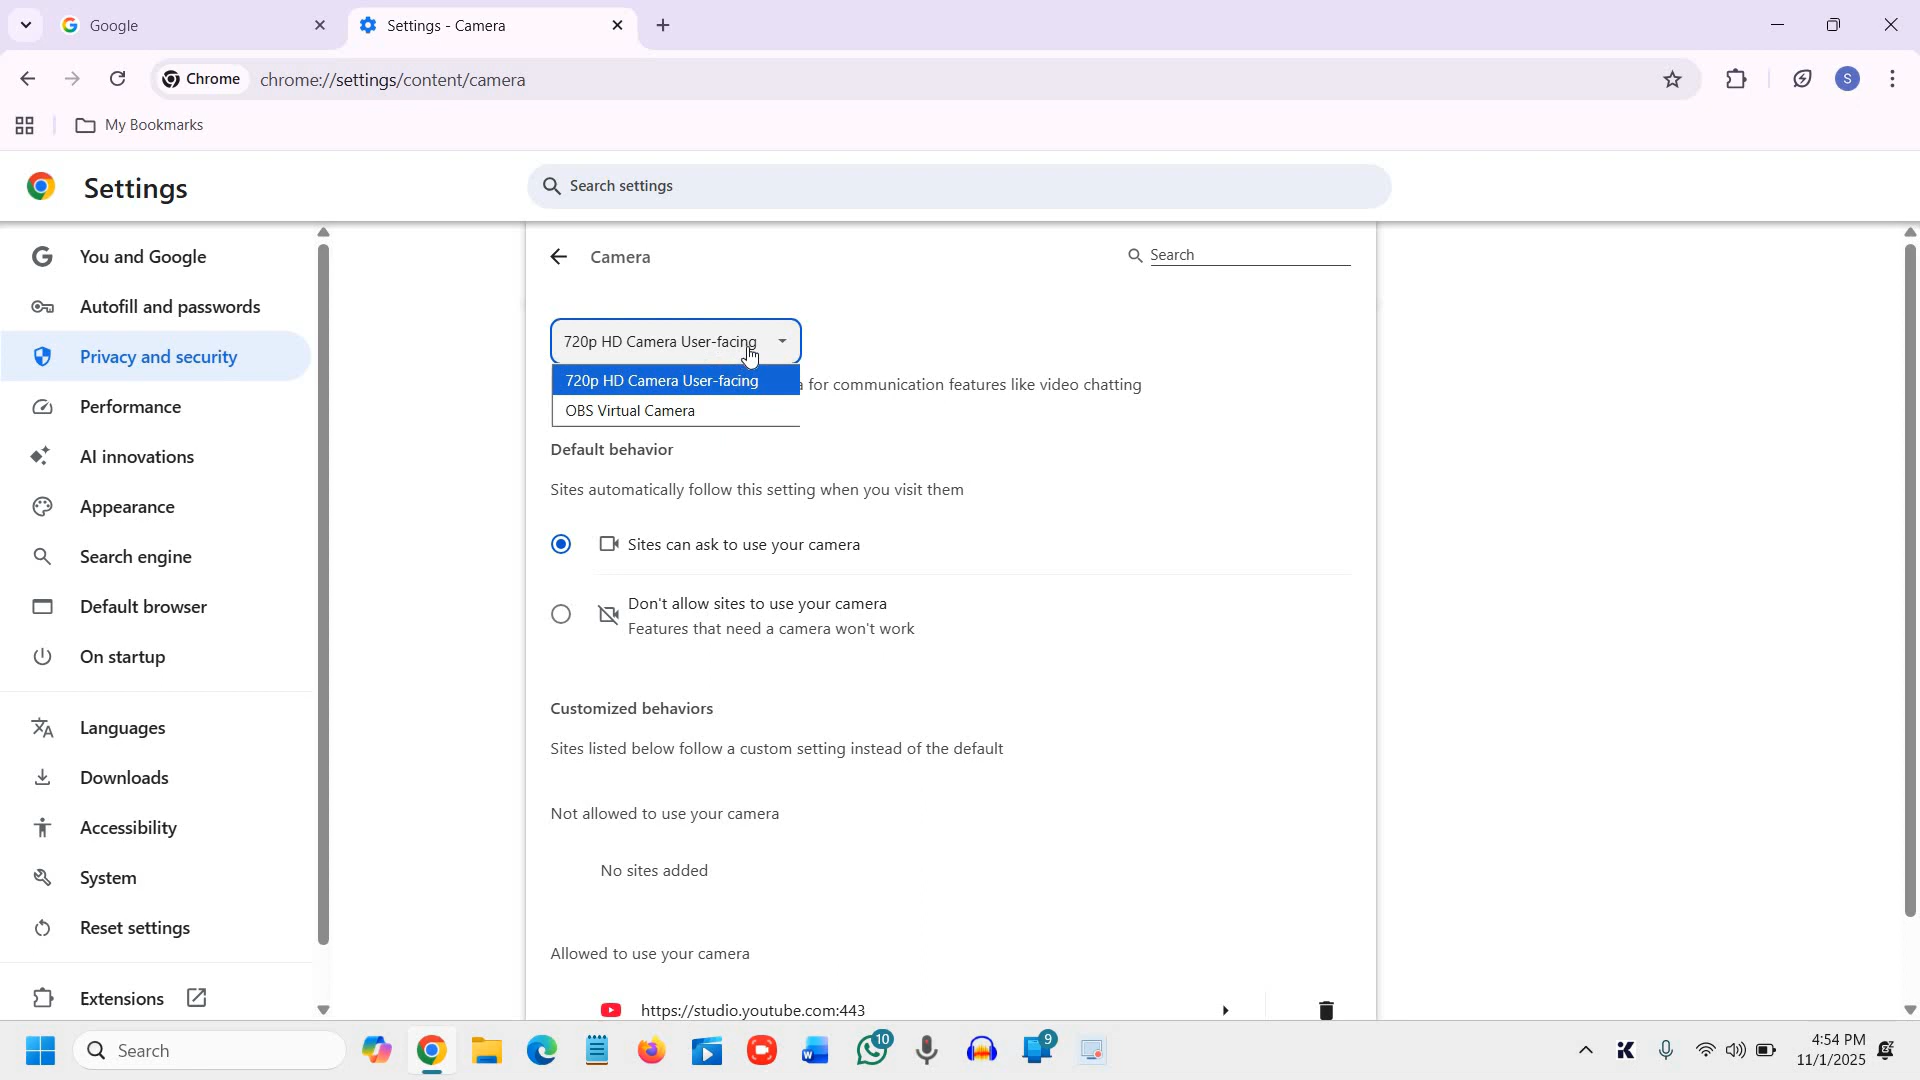 Google
Settings - Camera
Chrome
chrome://settings/content/camera
S
My Bookmarks
Settings
Search settings
You and Google
Autofill and passwords
Privacy and security
Performance
AI innovations
Appearance
Search engine
Default browser
On startup
Languages
Downloads
Accessibility
System
Reset settings
Extensions
Camera
Search
720p HD Camera User-facing
720p HD Camera User-facing
OBS Virtual Camera
for communication features like video chatting
Default behavior
Sites automatically follow this setting when you visit them
Sites can ask to use your camera
Don't allow sites to use your camera
Features that need a camera won't work
Customized behaviors
Sites listed below follow a custom setting instead of the default
Not allowed to use your camera
No sites added
Allowed to use your camera
https://studio.youtube.com:443
Search
10
9
4:54 PM
11/1/2025